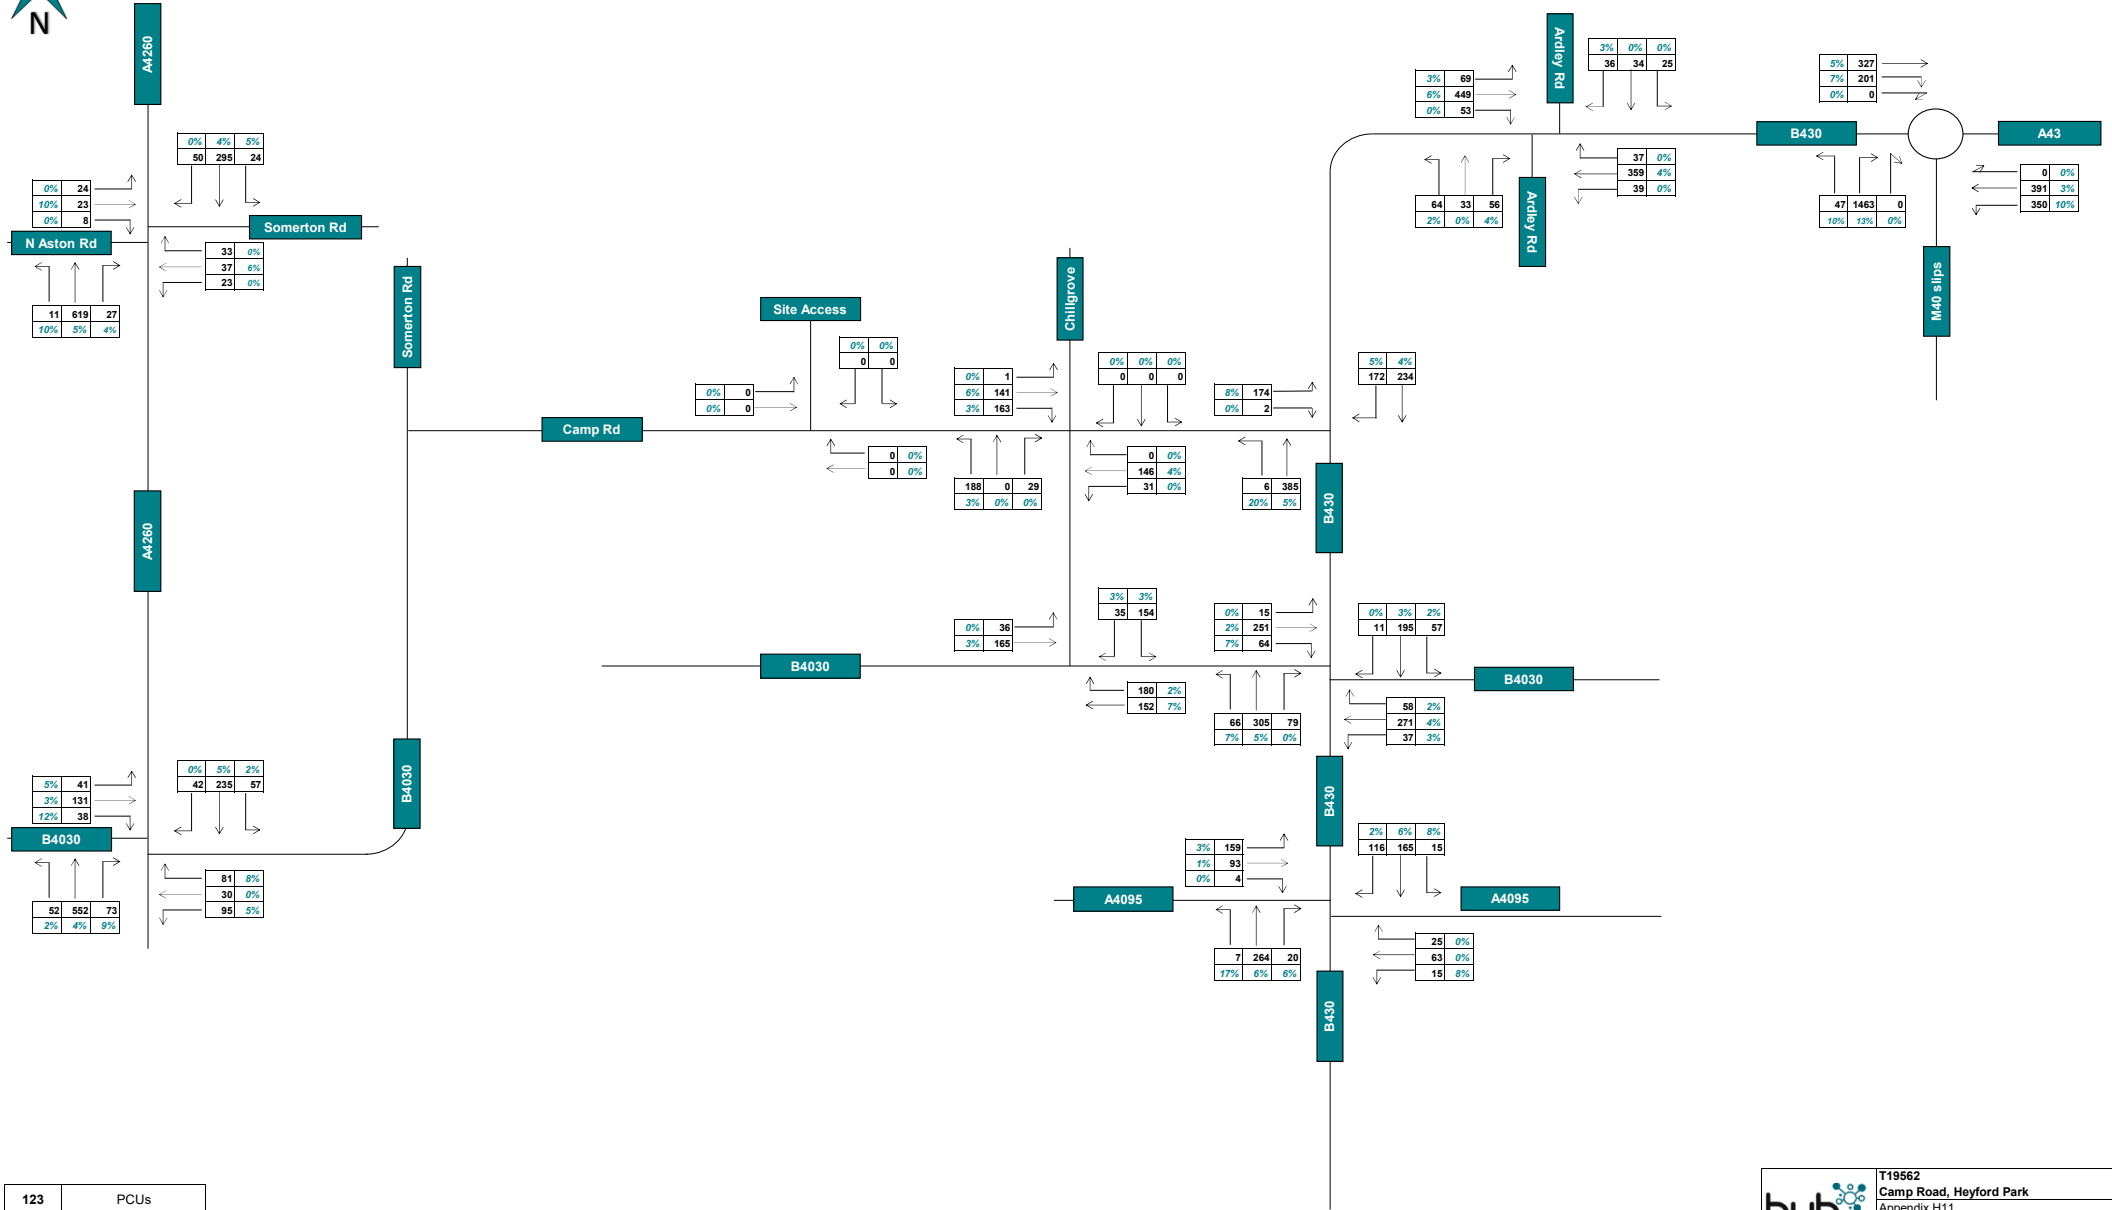 N
A4260
0% 4% 5%
50 295 24
0% 24
10% 23
0% 8
N Aston Rd
Somerton Rd
33 0%
37 6%
23 0%
11 619 27
10% 5% 4%
Somerton Rd
A4260
Camp Rd
Site Access
0% 0%
0 0
0% 0
0% 0
0 0%
0 0%
Chillgrove
0% 1
6% 141
3% 163
0% 0% 0%
0 0 0
188 0 29
3% 0% 0%
0 0%
146 4%
31 0%
8% 174
0% 2
5% 4%
172 234
6 385
20% 5%
B430
3% 69
6% 449
0% 53
Ardley Rd
3% 0% 0%
36 34 25
64 33 56
2% 0% 4%
Ardley Rd
37 0%
359 4%
39 0%
B430
5% 327
7% 201
0% 0
A43
47 1463 0
10% 13% 0%
0 0%
391 3%
350 10%
M40 slips
B4030
0% 36
3% 165
3% 3%
35 154
180 2%
152 7%
0% 15
2% 251
7% 64
0% 3% 2%
11 195 57
B4030
66 305 79
7% 5% 0%
58 2%
271 4%
37 3%
B430
B4030
5% 41
3% 131
12% 38
0% 5% 2%
42 235 57
B4030
52 552 73
2% 4% 9%
81 8%
30 0%
95 5%
3% 159
1% 93
0% 4
2% 6% 8%
116 165 15
A4095
A4095
7 264 20
17% 6% 6%
25 0%
63 0%
15 8%
B430
123 PCUs
hub
T19562
Camp Road, Heyford Park
Appendix H11